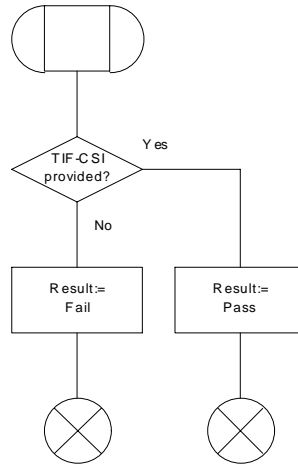 Yes
TIF-CSI
provided?
No
Result:=
Fail
Result:=
Pass